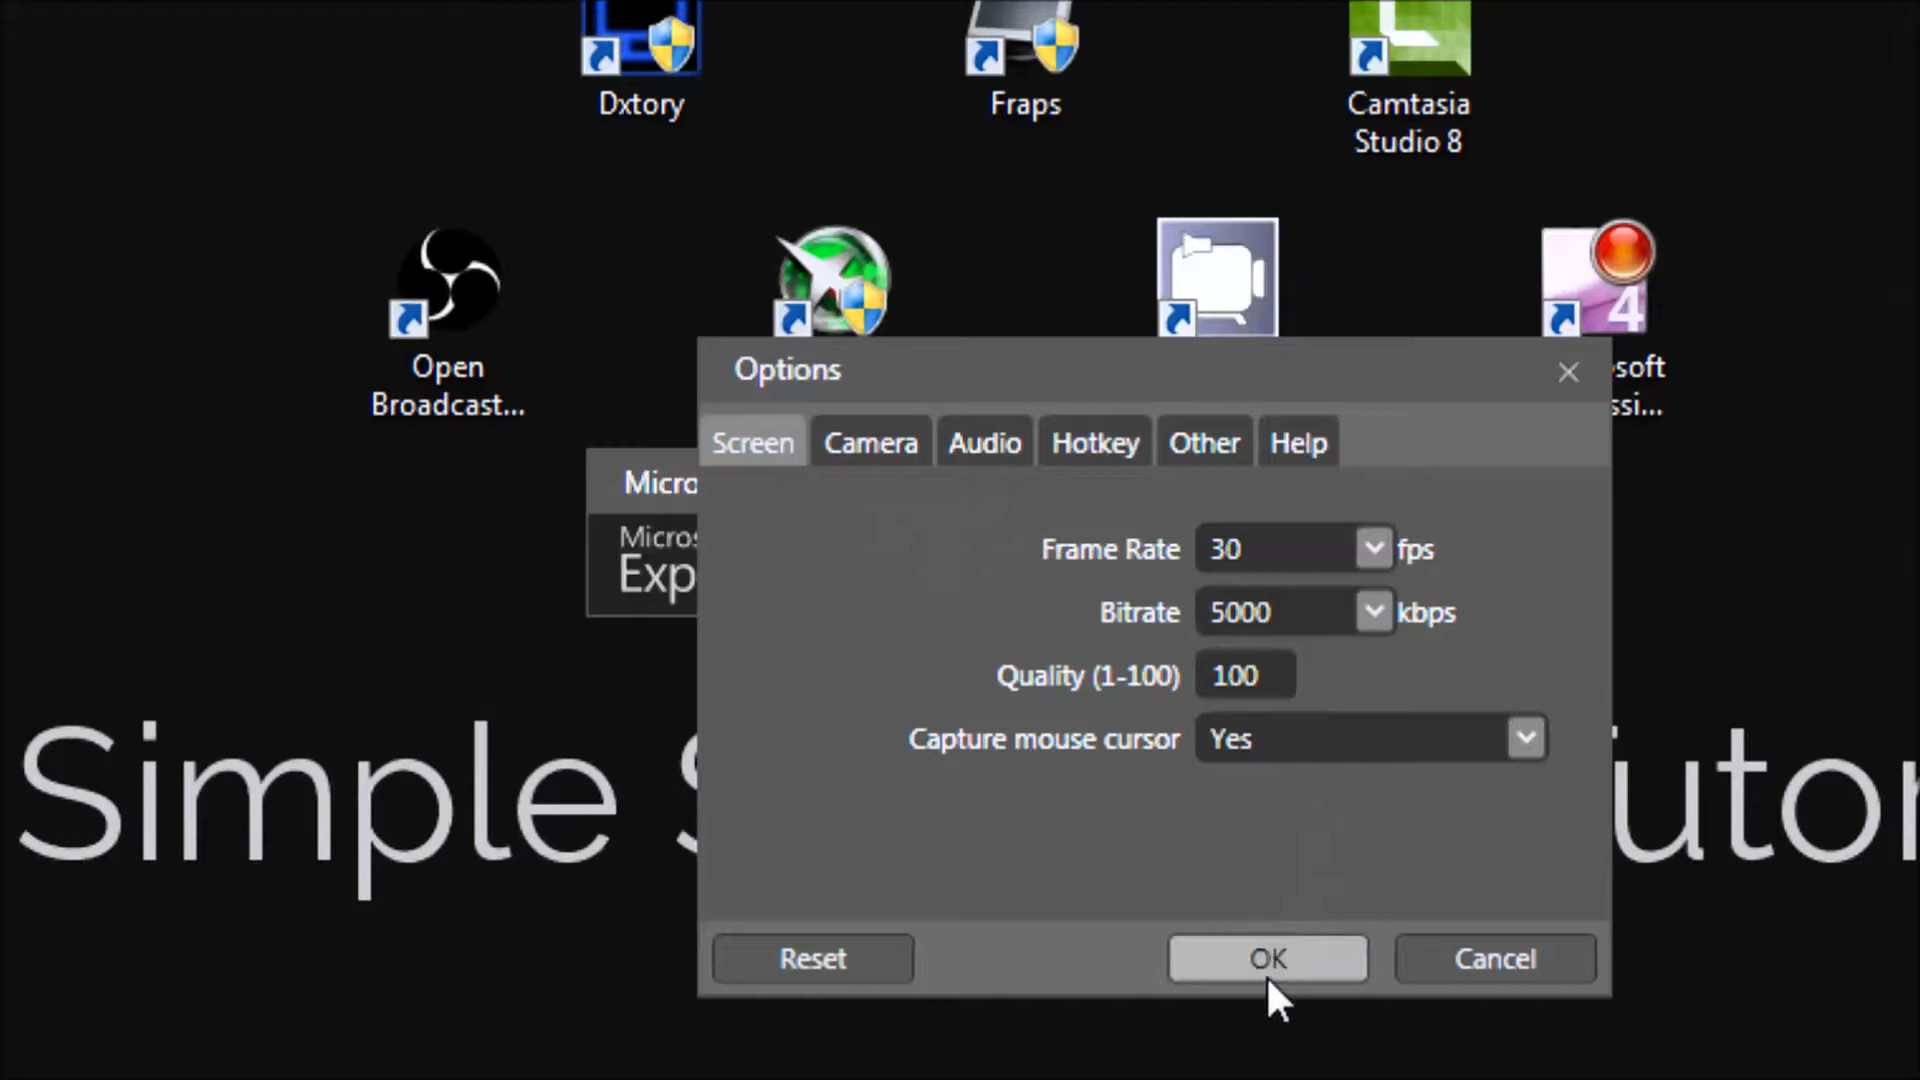 Dxtory
Fraps
Camtasia
Studio 8
4
Open
Broadcast...
soft
ssi...
Options
Screen Camera Audio Hotkey Other Help
Micro
Micros
Exp
Frame Rate 30 fps
Bitrate 5000 kbps
Quality (1-100) 100
Capture mouse cursor Yes
Simple S utor
Reset OK Cancel